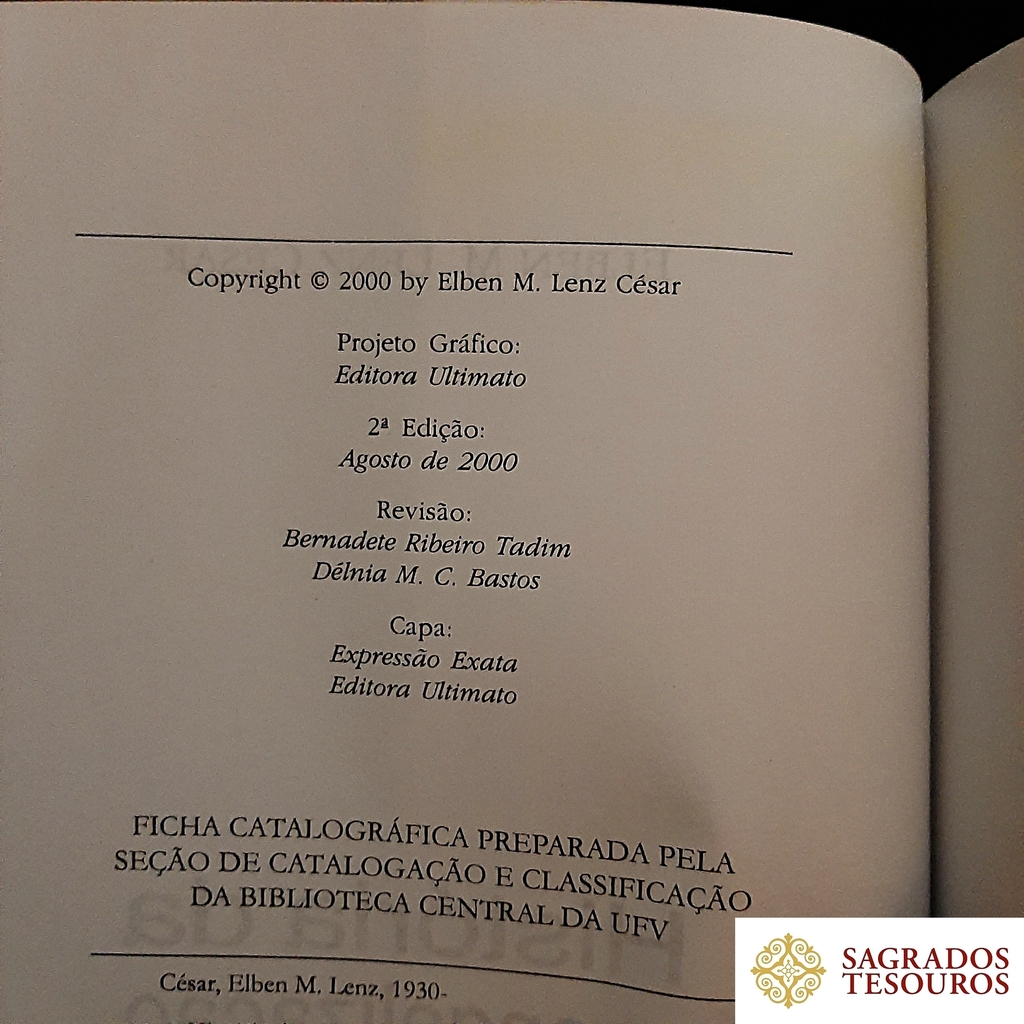 Copyright © 2000 by Elben M. Lenz César
Projeto Gráfico:
Editora Ultimato
2ª Edição:
Agosto de 2000
Revisão:
Bernadete Ribeiro Tadim
Délnia M. C. Bastos
Capa:
Expressão Exata
Editora Ultimato
FICHA CATALOGRÁFICA PREPARADA PELA
SEÇÃO DE CATALOGAÇÃO E CLASSIFICAÇÃO
DA BIBLIOTECA CENTRAL DA UFV
César, Elben M. Lenz, 1930-
SAGRADOS
TESOUROS